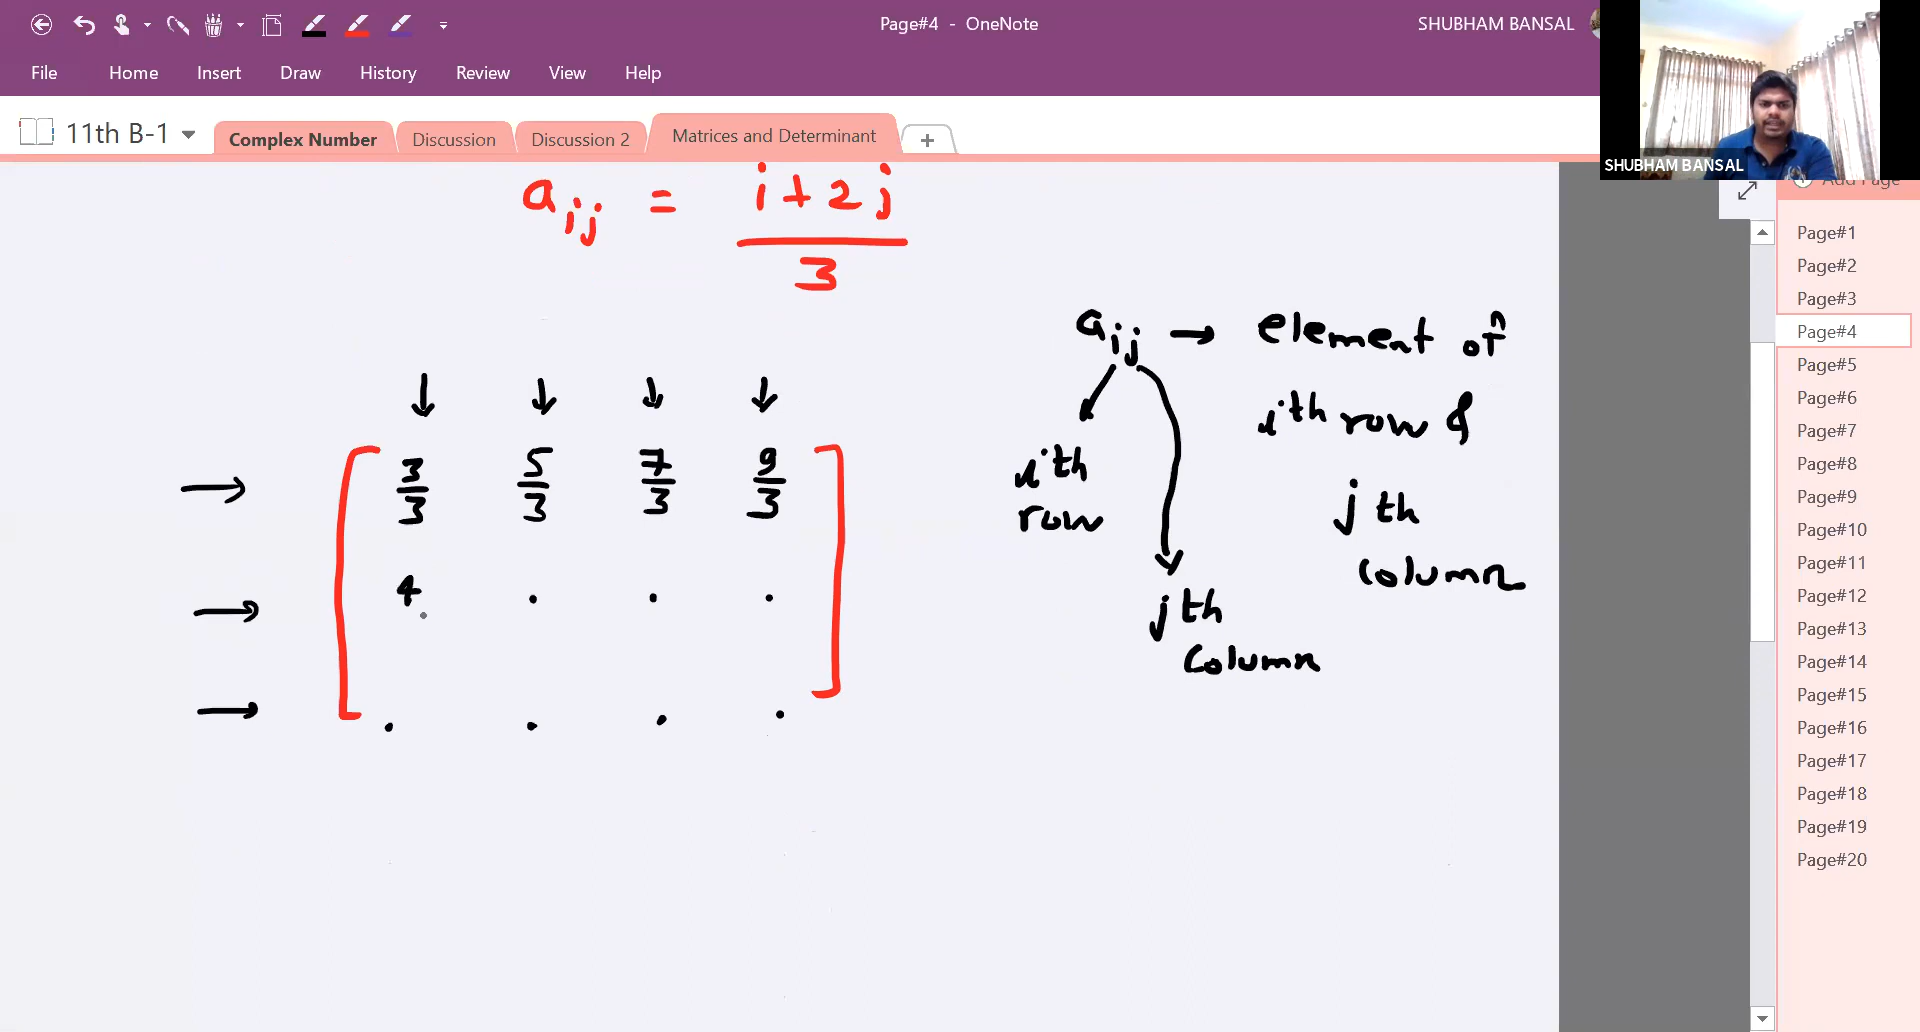 Page#4 - OneNote
SHUBHAM BANSAL
File Home Insert Draw History Review View Help
SHUBHAM BANSAL
11th B-1
Complex Number
Discussion
Discussion 2
Matrices and Determinant
+
Add Page
a_ij = (i + 2j)/3
a_ij → element of
ith row &
jth
column
ith
row
jth
Column
3/3 5/3 7/3 9/3
4 . . .
. . . .
Page#1
Page#2
Page#3
Page#4
Page#5
Page#6
Page#7
Page#8
Page#9
Page#10
Page#11
Page#12
Page#13
Page#14
Page#15
Page#16
Page#17
Page#18
Page#19
Page#20